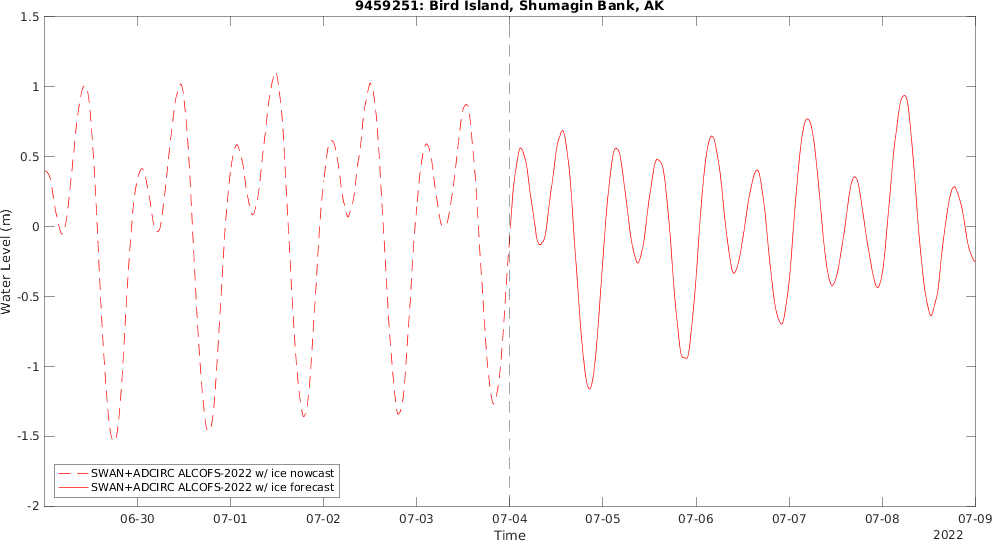 9459251: Bird Island, Shumagin Bank, AK
1.5
1
0.5
0
-0.5
-1
-1.5
-2
Water Level (m)
SWAN+ADCIRC ALCOFS-2022 w/ ice nowcast
SWAN+ADCIRC ALCOFS-2022 w/ ice forecast
06-30 07-01 07-02 07-03 07-04 07-05 07-06 07-07 07-08 07-09
Time
2022